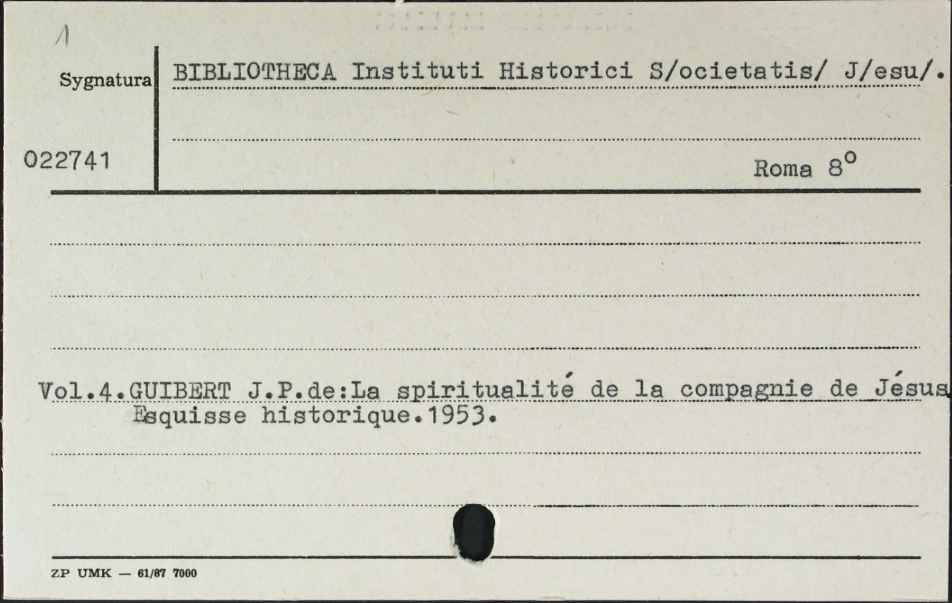 1
Sygnatura
BIBLIOTHECA Instituti Historici S/ocietatis/ J/esu/.
022741
Roma 8º
Vol.4.GUIBERT J.P.de:La spiritualité de la compagnie de Jésus.
Esquisse historique.1953.
ZP UMK — 61/87 7000